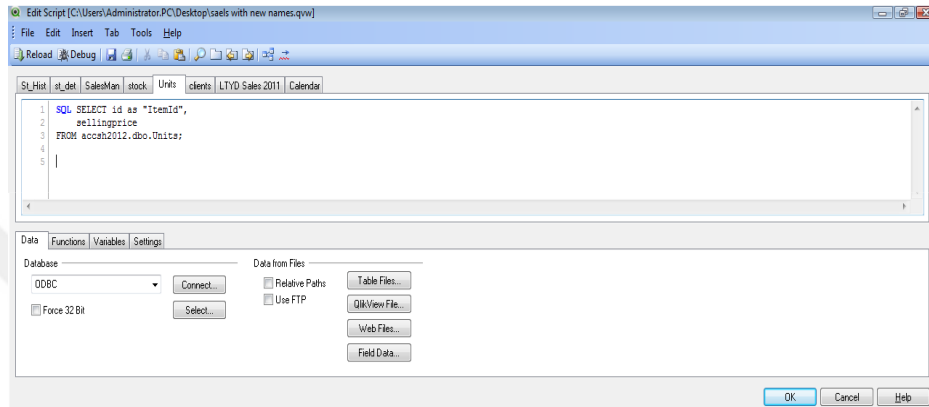 Edit Script [C:\Users\Administrator.PC\Desktop\saels with new names.qvw]
File Edit Insert Tab Tools Help
Reload Debug
St_Hist st_det SalesMan stock Units clients LTYD Sales 2011 Calendar
1 SQL SELECT id as "ItemId",
2 sellingprice
3 FROM accsh2012.dbo.Units;
4
5
Data Functions Variables Settings
Database Data from Files
ODBC Connect... Relative Paths Table Files...
Force 32 Bit Select... Use FTP QlikView File...
Web Files...
Field Data...
OK Cancel Help